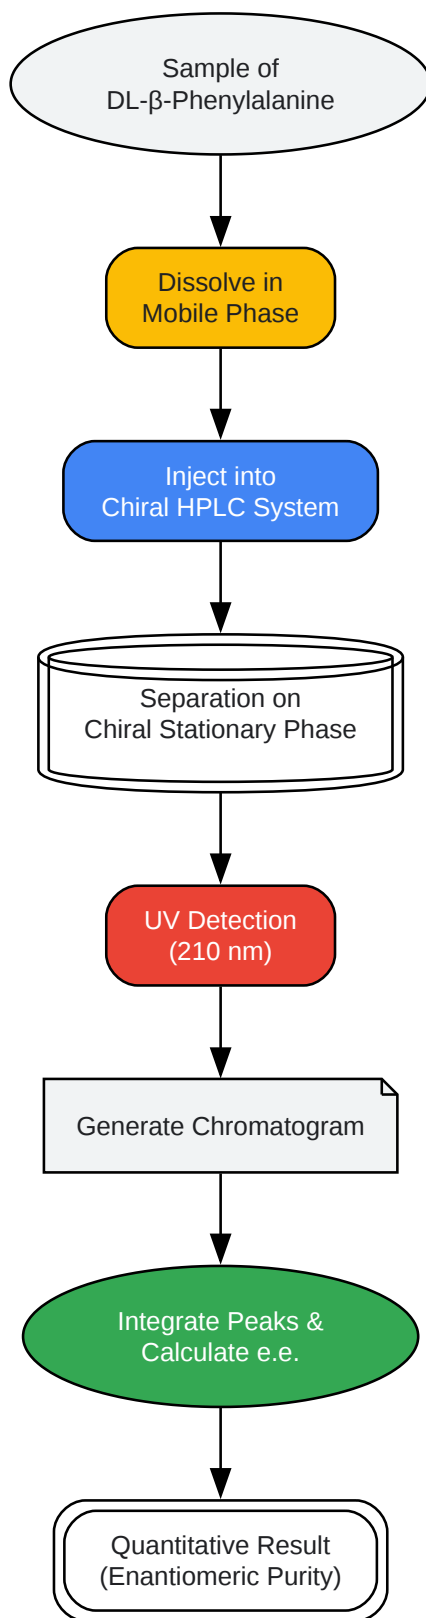 Sample of
DL-β-Phenylalanine
Dissolve in
Mobile Phase
Inject into
Chiral HPLC System
Separation on
Chiral Stationary Phase
UV Detection
(210 nm)
Generate Chromatogram
Integrate Peaks &
Calculate e.e.
Quantitative Result
(Enantiomeric Purity)